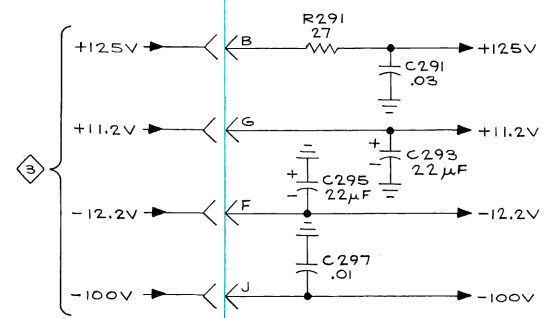 R291
27
+125V B +125V
C291
.03
+11.2V G +11.2V
+
-
C293
22µF
3
+
-
C295
22µF
-12.2V F -12.2V
C297
.01
-100V J -100V